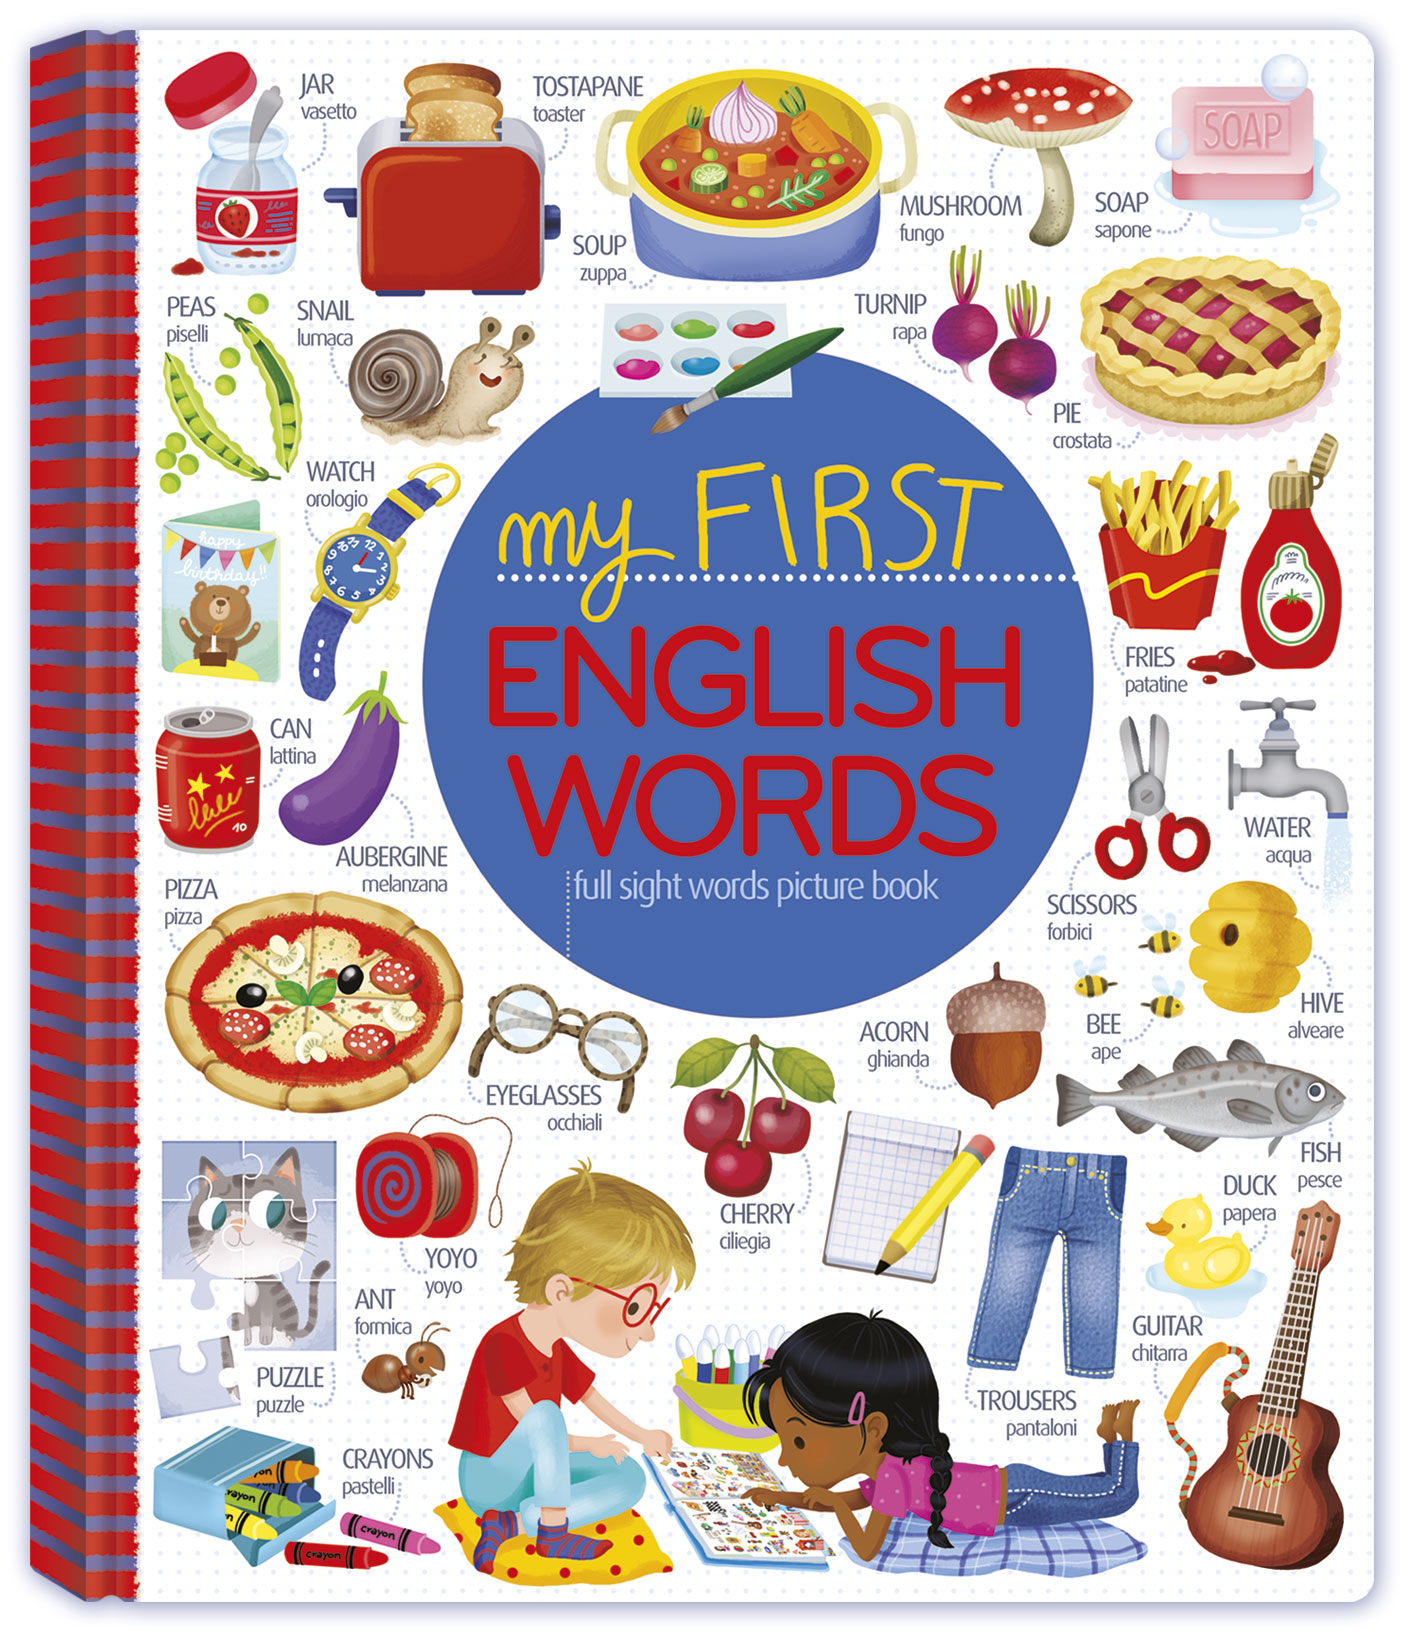 JAR
vasetto
TOSTAPANE
toaster
SOUP
zuppa
MUSHROOM
fungo
SOAP
SOAP
sapone
PEAS
piselli
SNAIL
lumaca
TURNIP
rapa
PIE
crostata
WATCH
orologio
happy
birthday!!
my FIRST
ENGLISH
WORDS
full sight words picture book
FRIES
patatine
CAN
lattina
10
AUBERGINE
melanzana
WATER
acqua
SCISSORS
forbici
PIZZA
pizza
HIVE
alveare
BEE
ape
ACORN
ghianda
EYEGLASSES
occhiali
FISH
pesce
DUCK
papera
CHERRY
ciliegia
YOYO
yoyo
ANT
formica
GUITAR
chitarra
PUZZLE
puzzle
TROUSERS
pantaloni
CRAYONS
pastelli
crayon
crayon